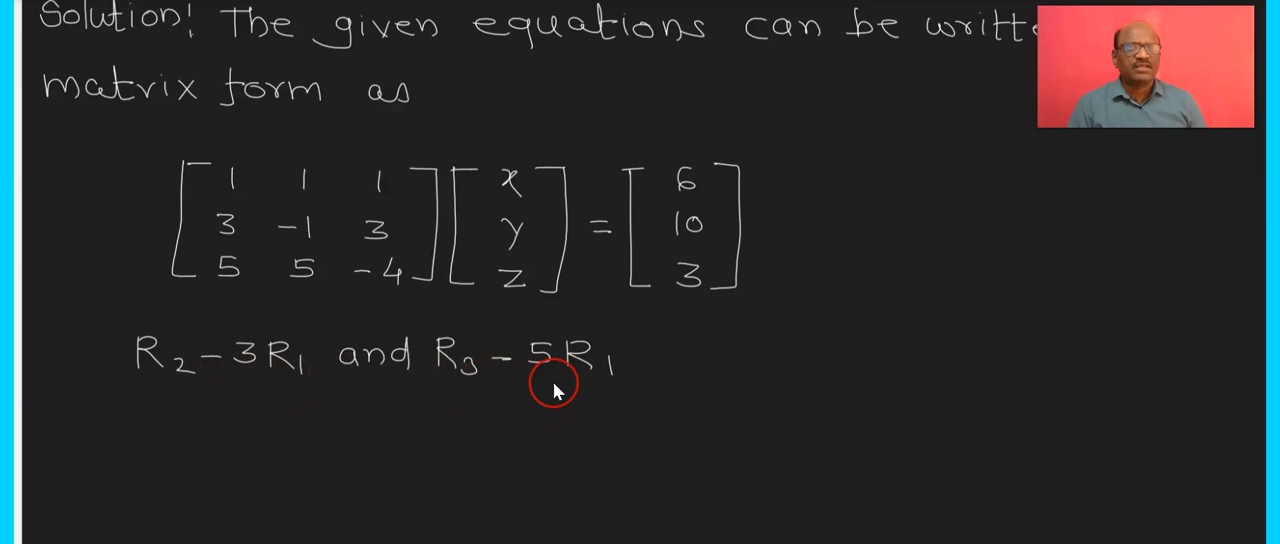 Solution! The given equations can be
matrix form as
1 1 1 x 6
3 -1 3 y = 10
5 5 -4 z 3
R2 - 3R1 and R3 - 5R1